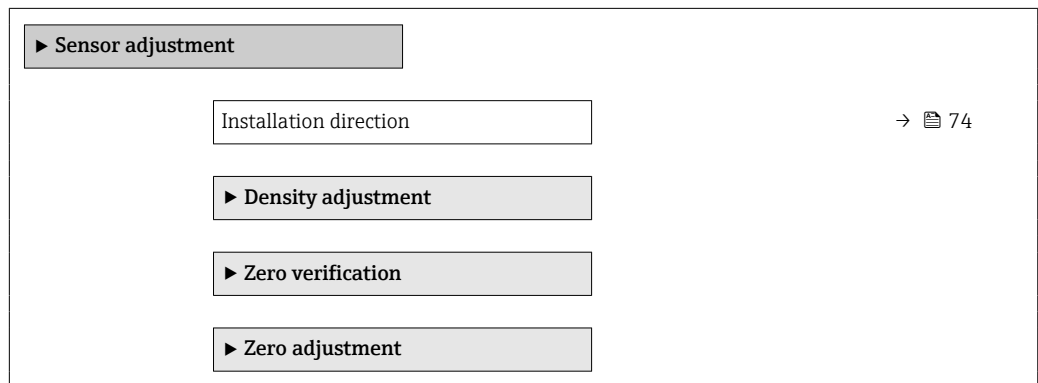 ▶ Sensor adjustment
Installation direction → 74
▶ Density adjustment
▶ Zero verification
▶ Zero adjustment